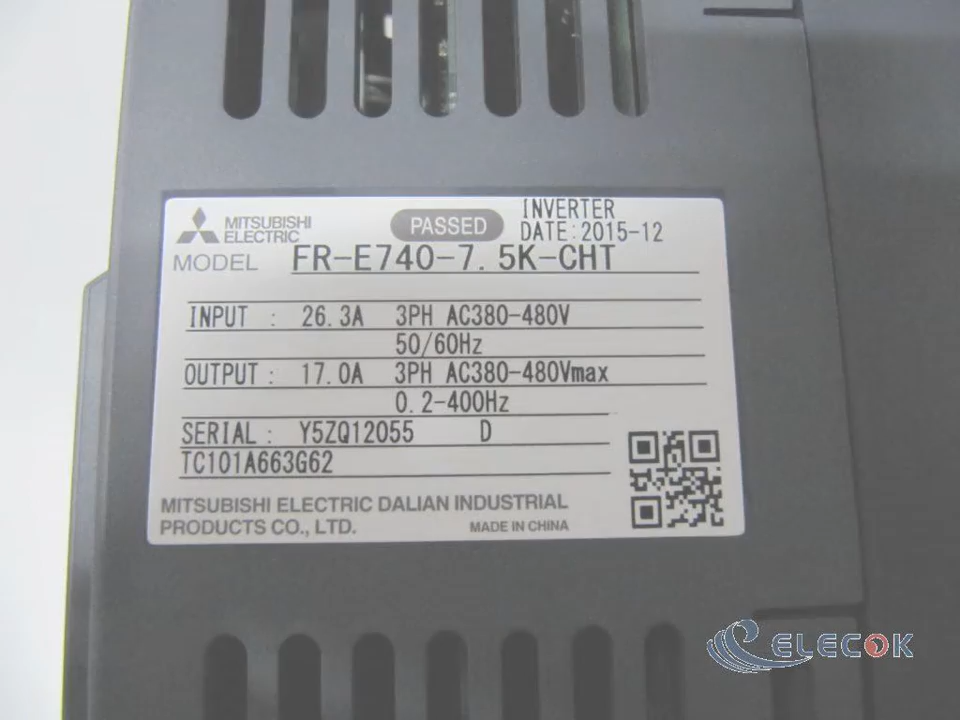 MITSUBISHI
ELECTRIC
PASSED
INVERTER
DATE:2015-12
MODEL FR-E740-7.5K-CHT
INPUT : 26.3A 3PH AC380-480V
50/60Hz
OUTPUT : 17.0A 3PH AC380-480Vmax
0.2-400Hz
SERIAL : Y5ZQ12055 D
TC101A663G62
MITSUBISHI ELECTRIC DALIAN INDUSTRIAL
PRODUCTS CO., LTD. MADE IN CHINA
ELECOK